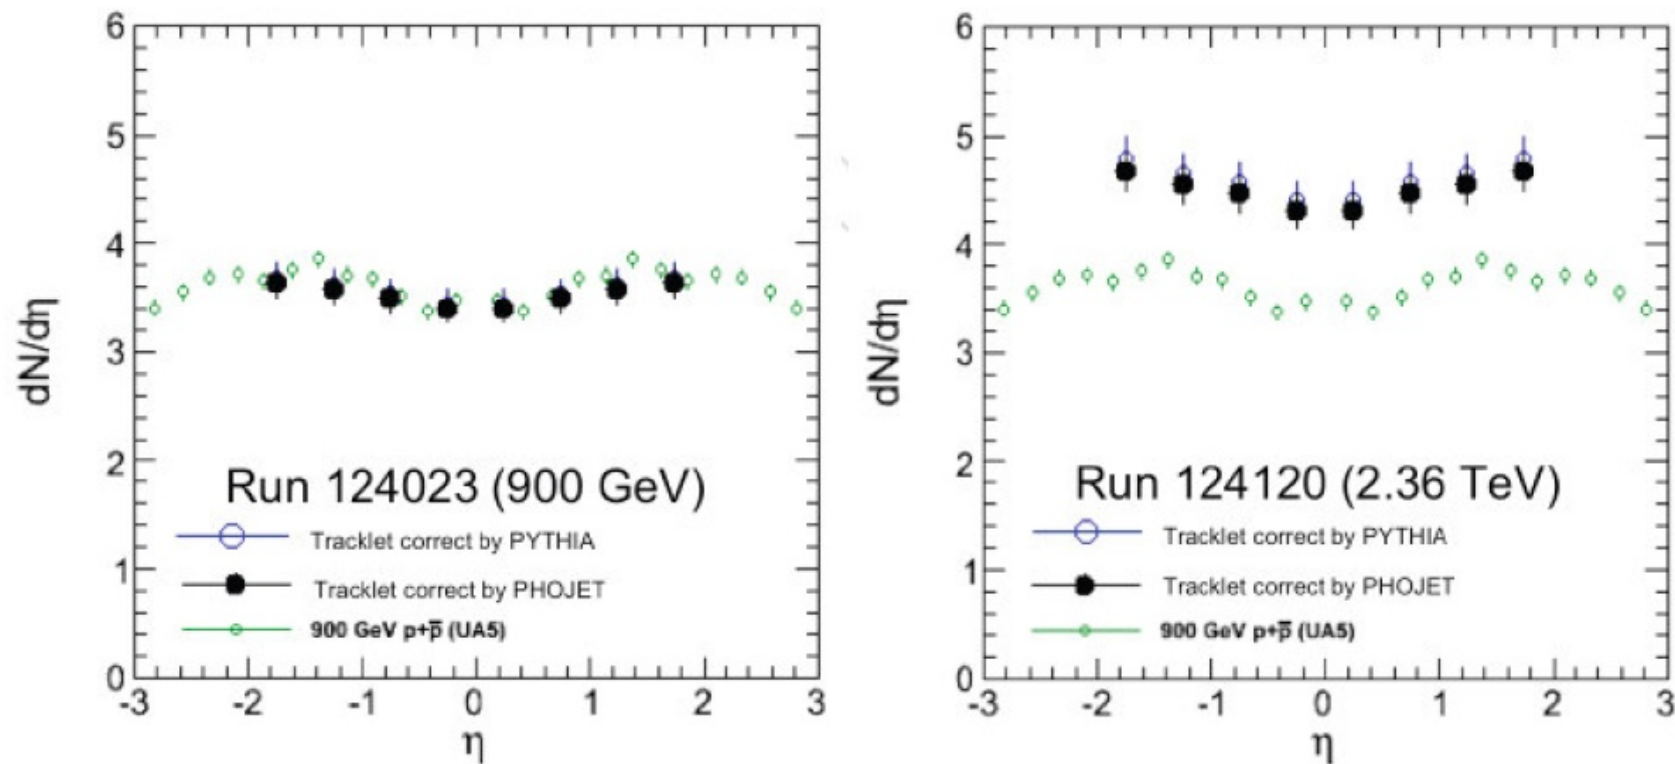 6
5
4
3
2
1
0
dN/dη
Run 124023 (900 GeV)
Tracklet correct by PYTHIA
Tracklet correct by PHOJET
900 GeV p+p̅ (UA5)
-3 -2 -1 0 1 2 3
η
6
5
4
3
2
1
0
dN/dη
Run 124120 (2.36 TeV)
Tracklet correct by PYTHIA
Tracklet correct by PHOJET
900 GeV p+p̅ (UA5)
-3 -2 -1 0 1 2 3
η